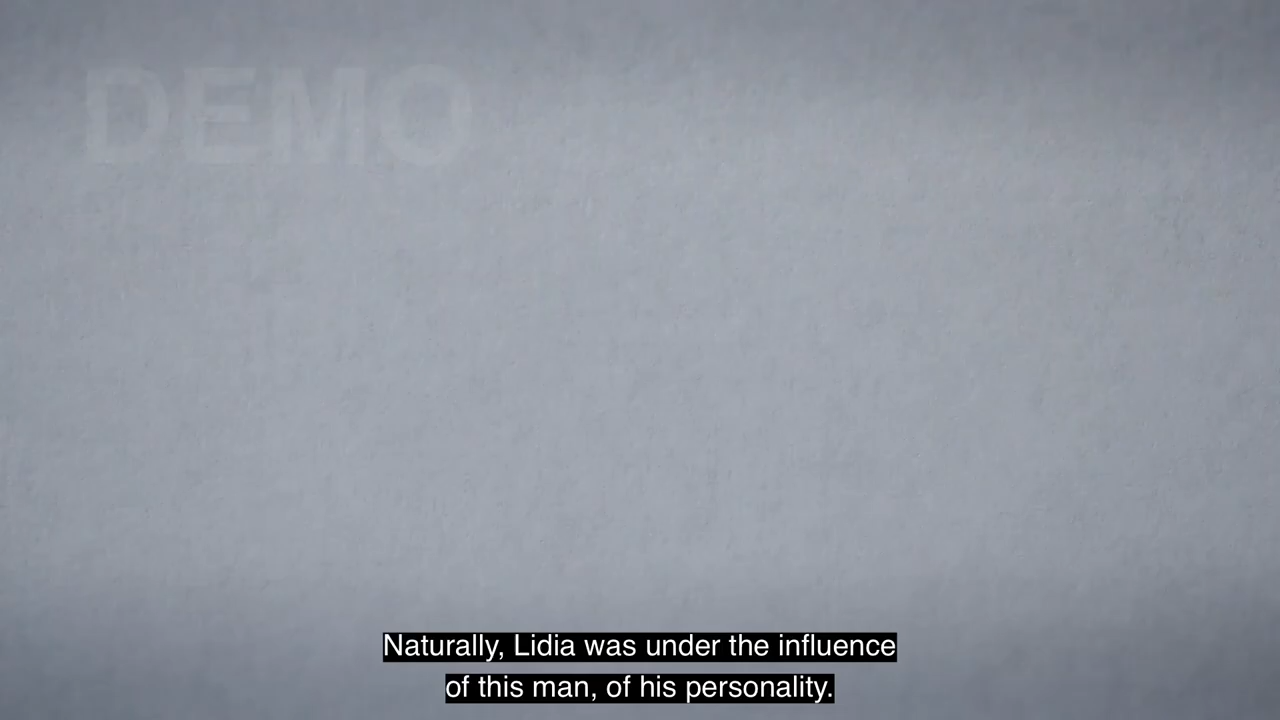 DEMO
Naturally, Lidia was under the influence
of this man, of his personality.